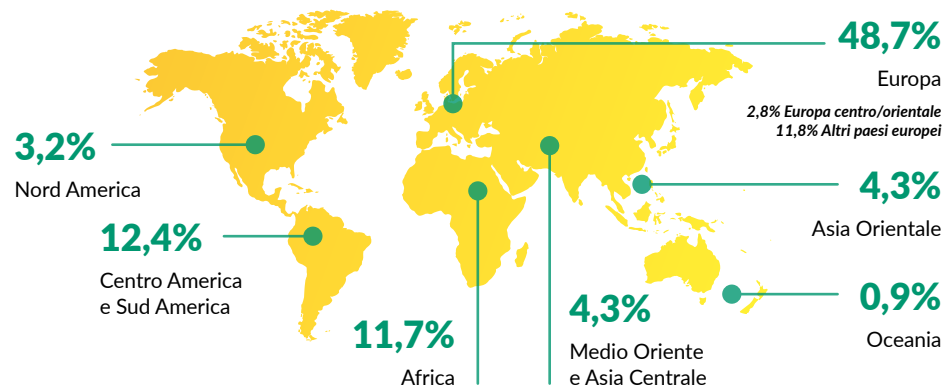 48,7%
Europa
2,8% Europa centro/orientale
11,8% Altri paesi europei
3,2%
Nord America
4,3%
Asia Orientale
12,4%
Centro America
e Sud America
0,9%
Oceania
4,3%
Medio Oriente
e Asia Centrale
11,7%
Africa